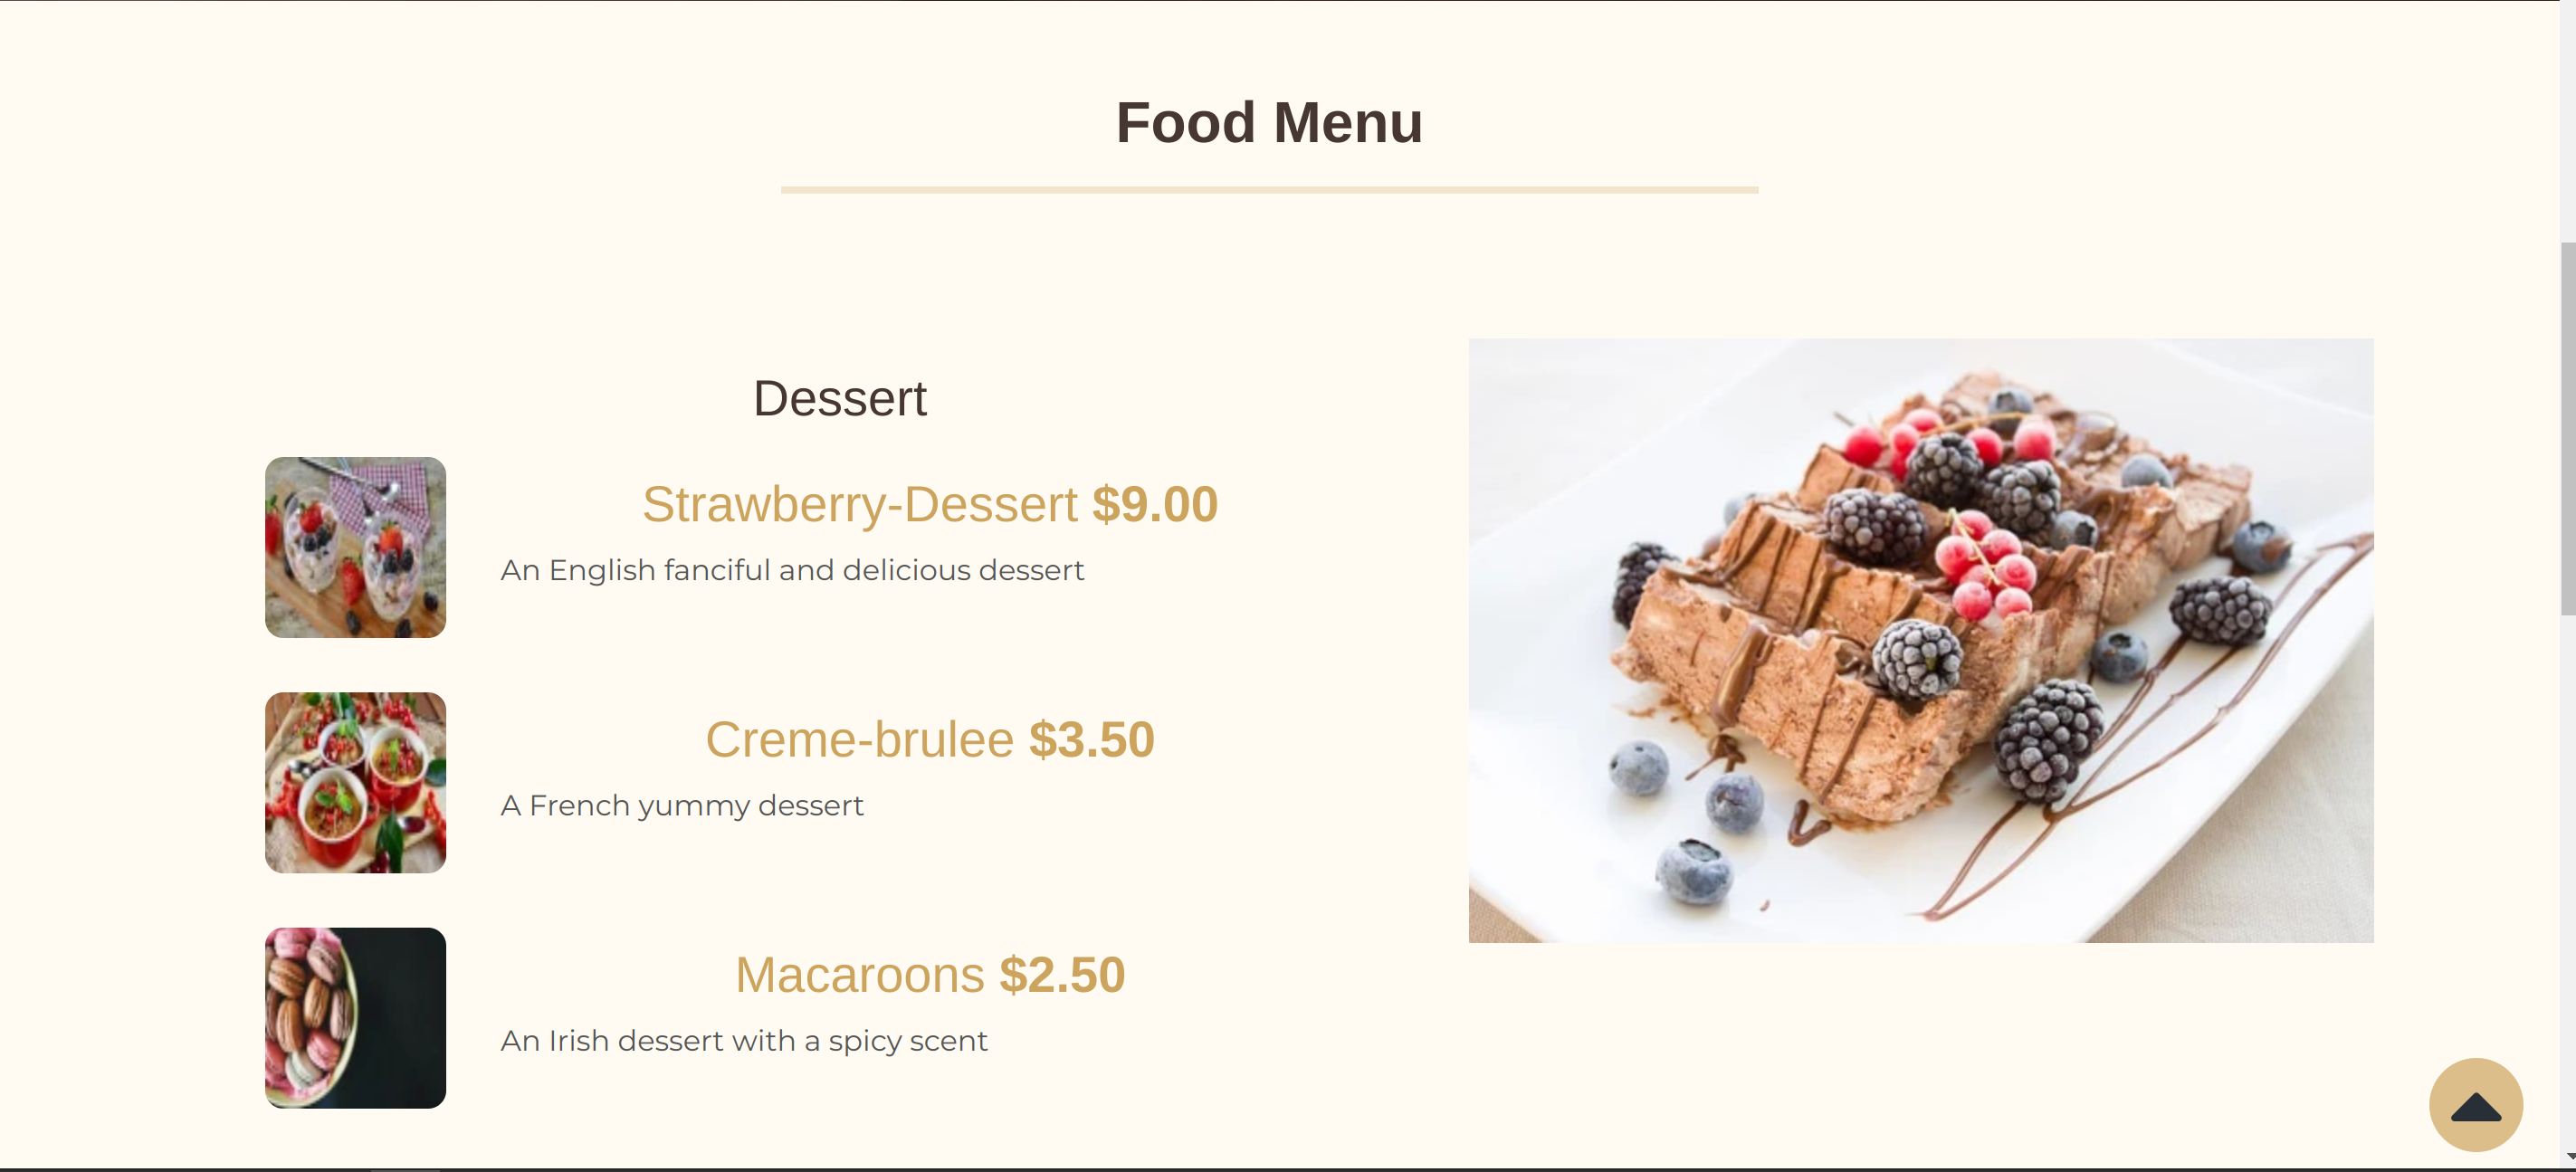 Food Menu
Dessert
Strawberry-Dessert $9.00
An English fanciful and delicious dessert
Creme-brulee $3.50
A French yummy dessert
Macaroons $2.50
An Irish dessert with a spicy scent